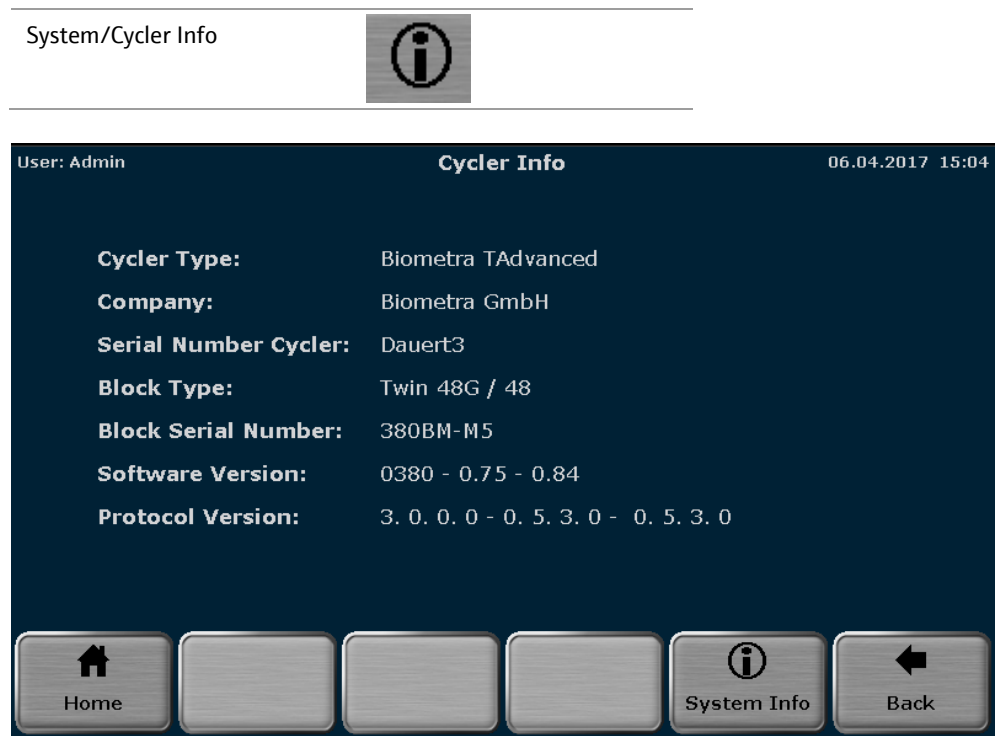 System/Cycler Info
User: Admin Cycler Info 06.04.2017 15:04
Cycler Type: Biometra TAdvanced
Company: Biometra GmbH
Serial Number Cycler: Dauert3
Block Type: Twin 48G / 48
Block Serial Number: 380BM-M5
Software Version: 0380 - 0.75 - 0.84
Protocol Version: 3. 0. 0. 0 - 0. 5. 3. 0 - 0. 5. 3. 0
Home System Info Back